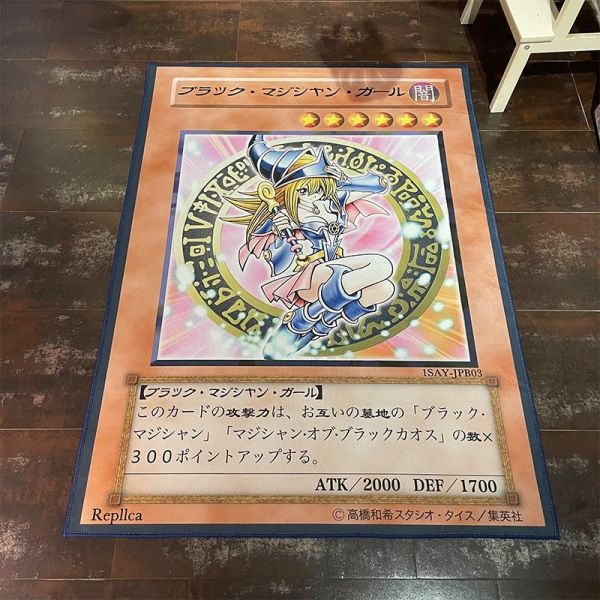 ブラック・マジシャン・ガール 闇
1SAY-JPB03
【ブラック・マジシャン・ガール】
このカードの攻撃力は、お互いの墓地の「ブラック・
マジシャン」「マジシャン・オブ・ブラックカオス」の数×
３００ポイントアップする。
ATK／2000 DEF／1700
Repllca
©高橋和希スタジオ・ダイス／集英社